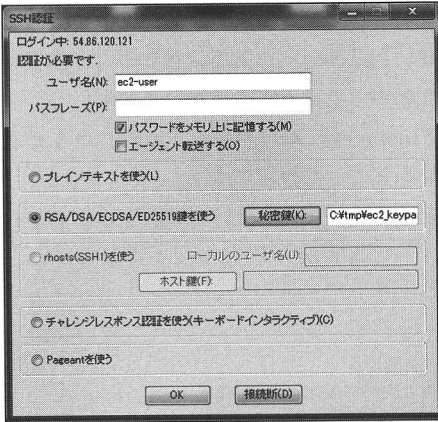 SSH認証
ログイン中: 54.86.120.121
認証が必要です.
ユーザ名(N): ec2-user
パスフレーズ(P):
パスワードをメモリ上に記憶する(M)
エージェント転送する(O)
プレインテキストを使う(L)
RSA/DSA/ECDSA/ED25519鍵を使う 秘密鍵(K): C:¥tmp¥ec2_keypa
rhosts(SSH1)を使う ローカルのユーザ名(U):
ホスト鍵(F):
チャレンジレスポンス認証を使う(キーボードインタラクティブ)(C)
Pageantを使う
OK 接続断(D)